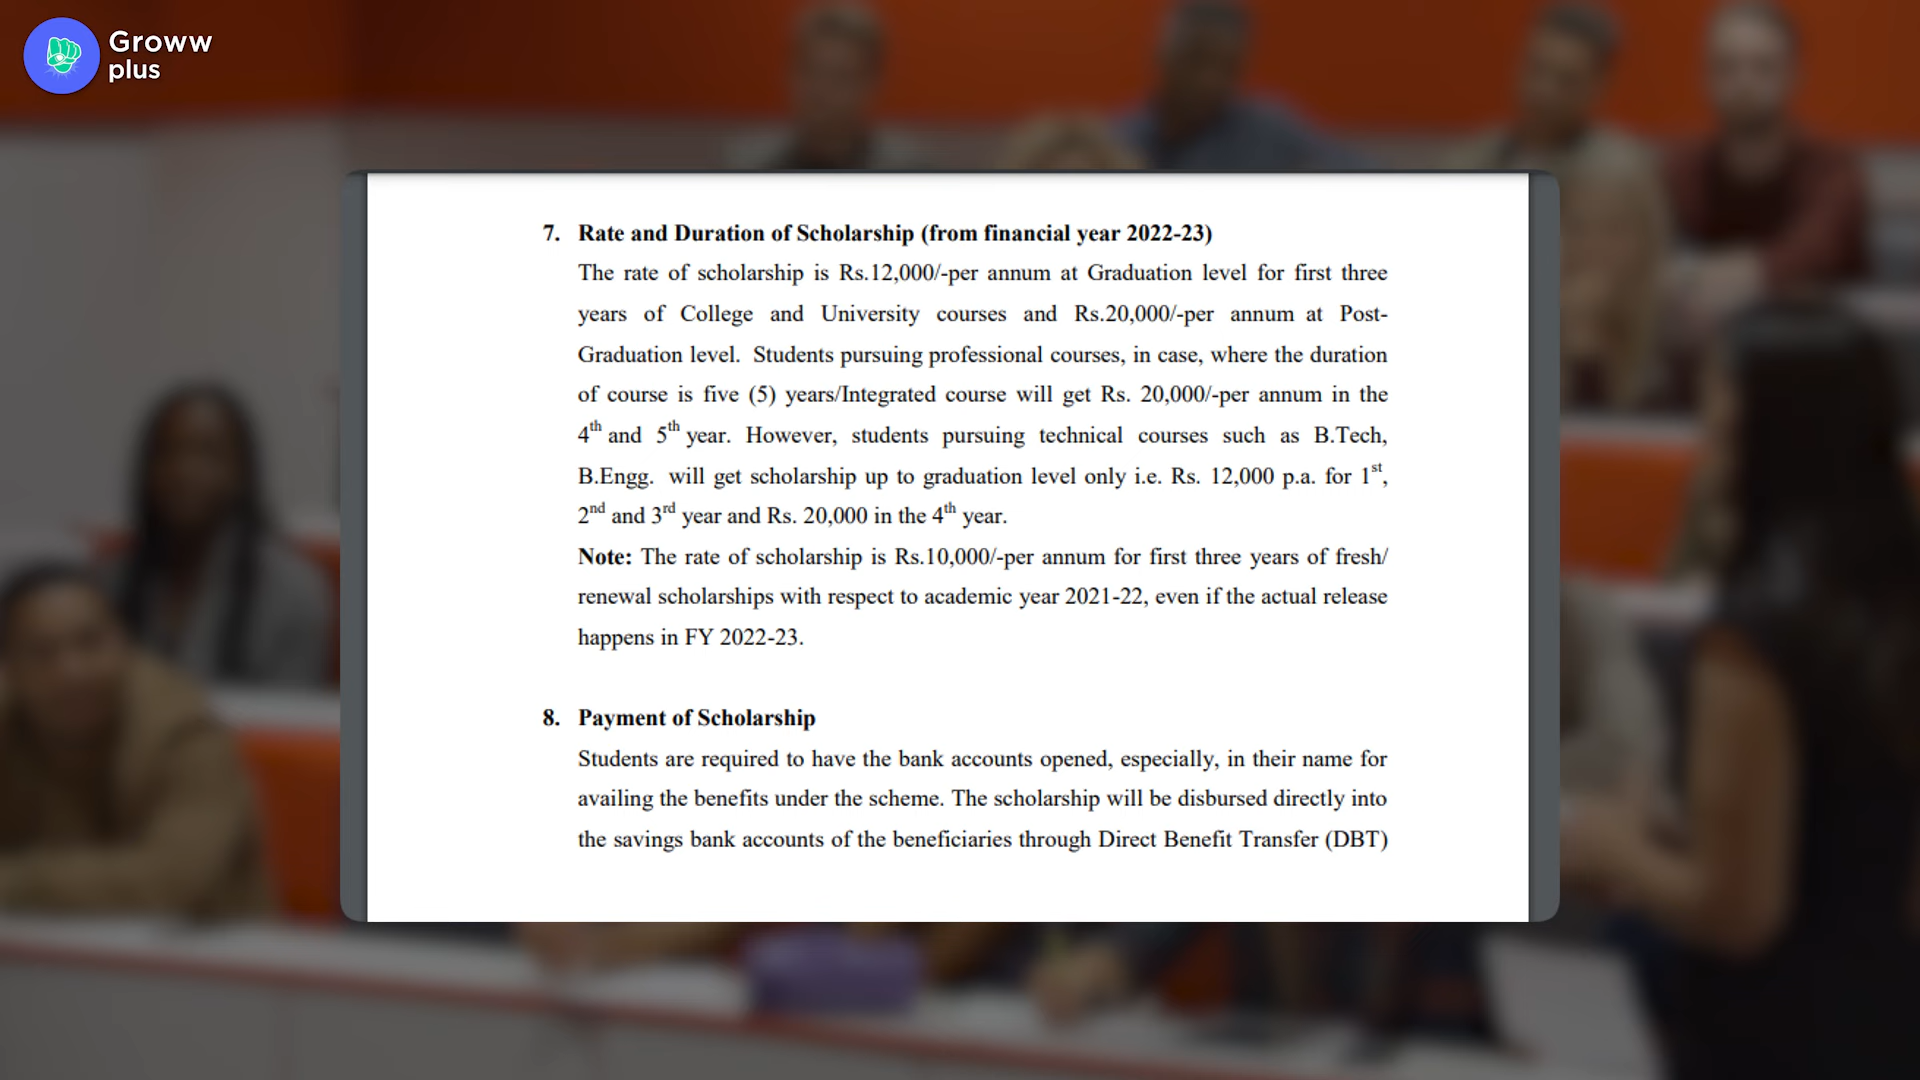 Groww
plus
7. Rate and Duration of Scholarship (from financial year 2022-23)
The rate of scholarship is Rs.12,000/-per annum at Graduation level for first three
years of College and University courses and Rs.20,000/-per annum at Post-
Graduation level. Students pursuing professional courses, in case, where the duration
of course is five (5) years/Integrated course will get Rs. 20,000/-per annum in the
4th and 5th year. However, students pursuing technical courses such as B.Tech,
B.Engg. will get scholarship up to graduation level only i.e. Rs. 12,000 p.a. for 1st,
2nd and 3rd year and Rs. 20,000 in the 4th year.
Note: The rate of scholarship is Rs.10,000/-per annum for first three years of fresh/
renewal scholarships with respect to academic year 2021-22, even if the actual release
happens in FY 2022-23.
8. Payment of Scholarship
Students are required to have the bank accounts opened, especially, in their name for
availing the benefits under the scheme. The scholarship will be disbursed directly into
the savings bank accounts of the beneficiaries through Direct Benefit Transfer (DBT)